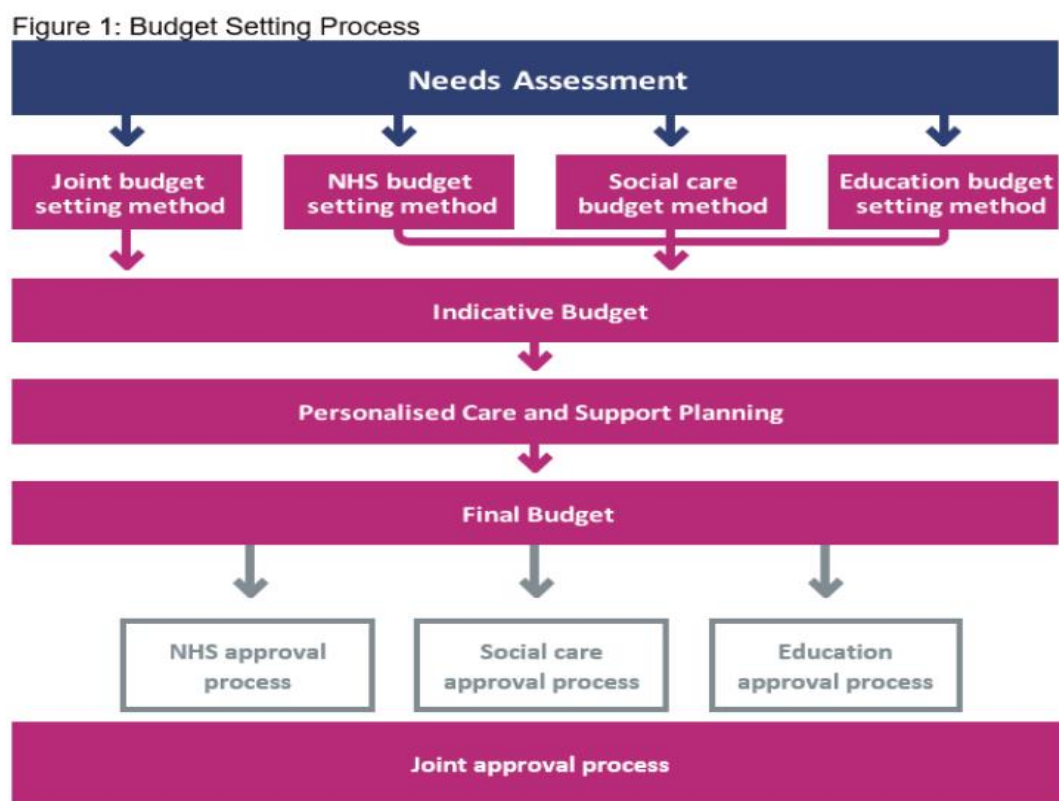 Figure 1: Budget Setting Process
Needs Assessment
Joint budget
setting method
NHS budget
setting method
Social care
budget method
Education budget
setting method
Indicative Budget
Personalised Care and Support Planning
Final Budget
NHS approval
process
Social care
approval process
Education
approval process
Joint approval process